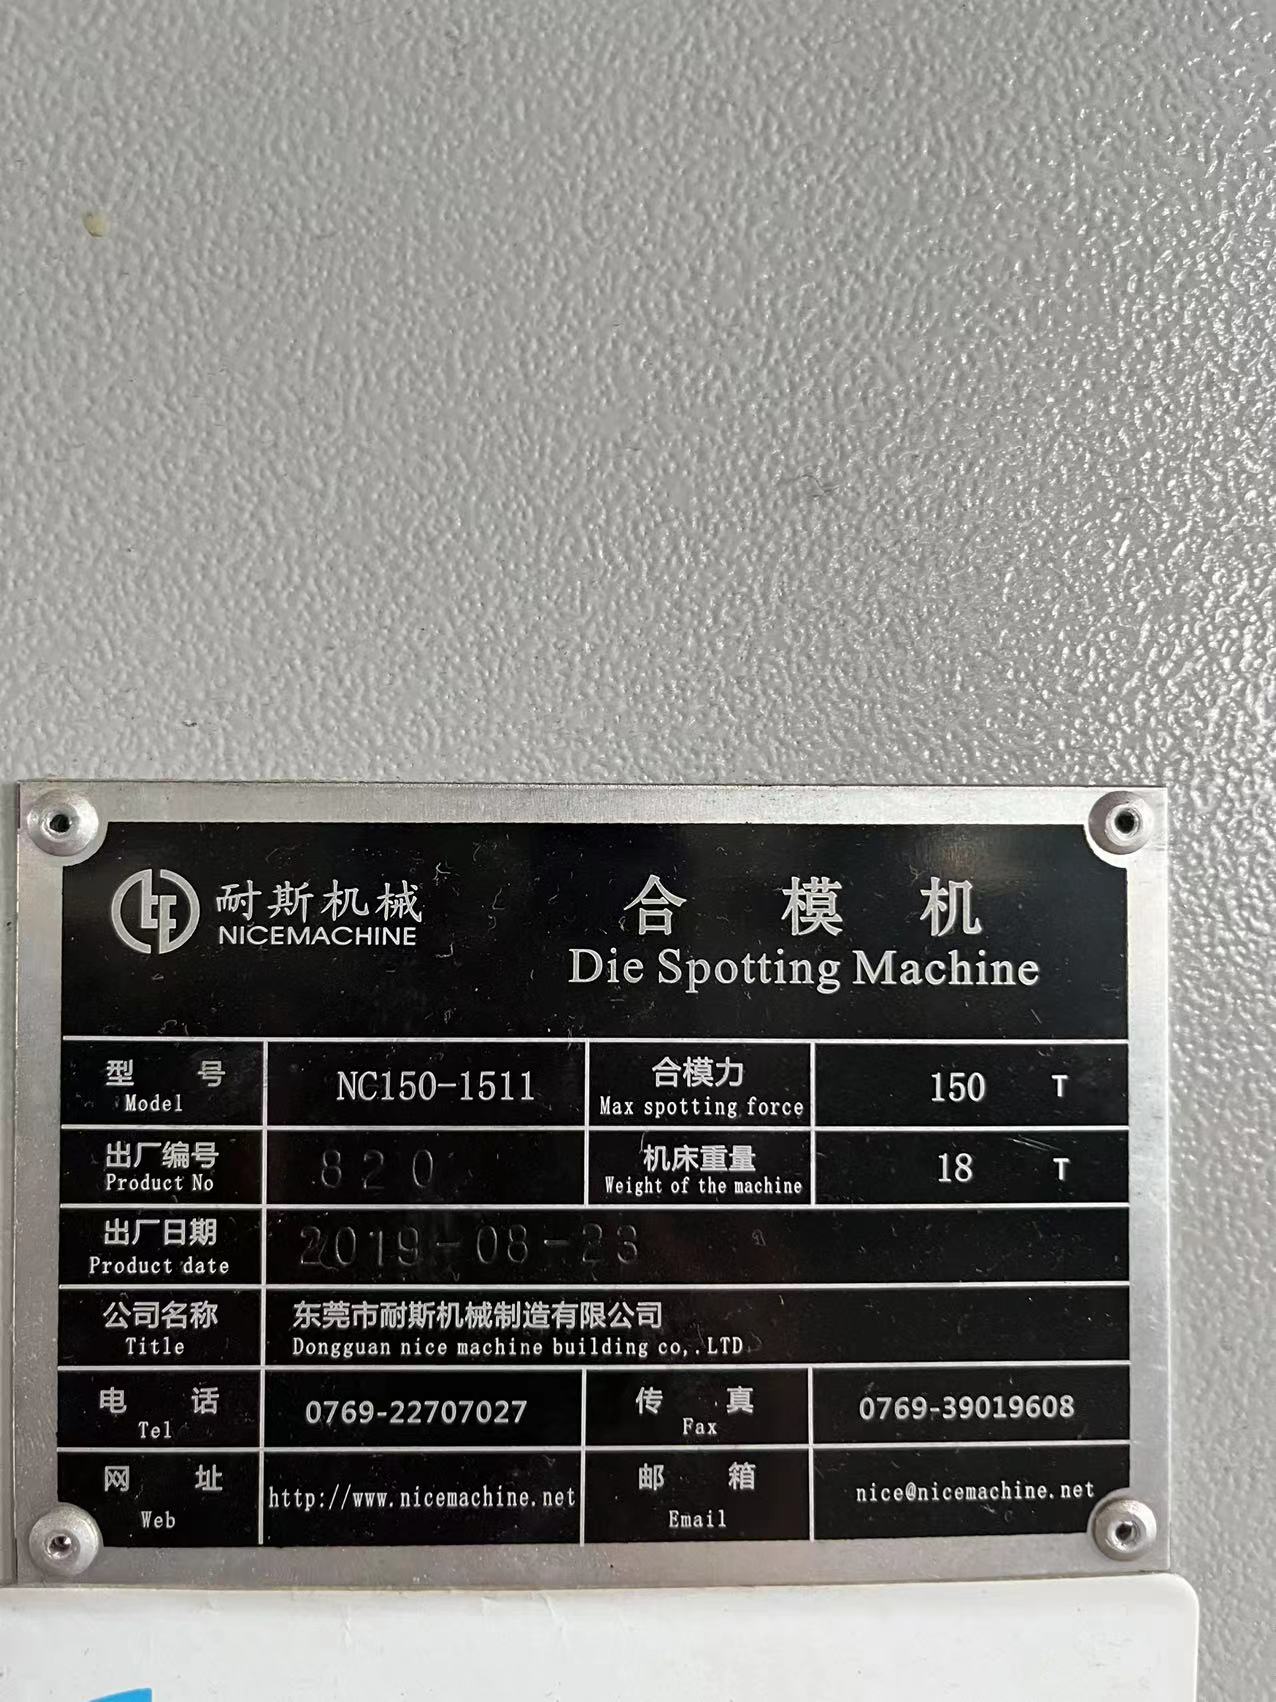 耐斯机械
NICEMACHINE
合模机
Die Spotting Machine
型号
Model
NC150-1511
合模力
Max spotting force
150 T
出厂编号
Product No
820
机床重量
Weight of the machine
18 T
出厂日期
Product date
2019-08-23
公司名称
Title
东莞市耐斯机械制造有限公司
Dongguan nice machine building co,.LTD
电话
Tel
0769-22707027
传真
Fax
0769-39019608
网址
Web
http://www.nicemachine.net
邮箱
Email
nice@nicemachine.net